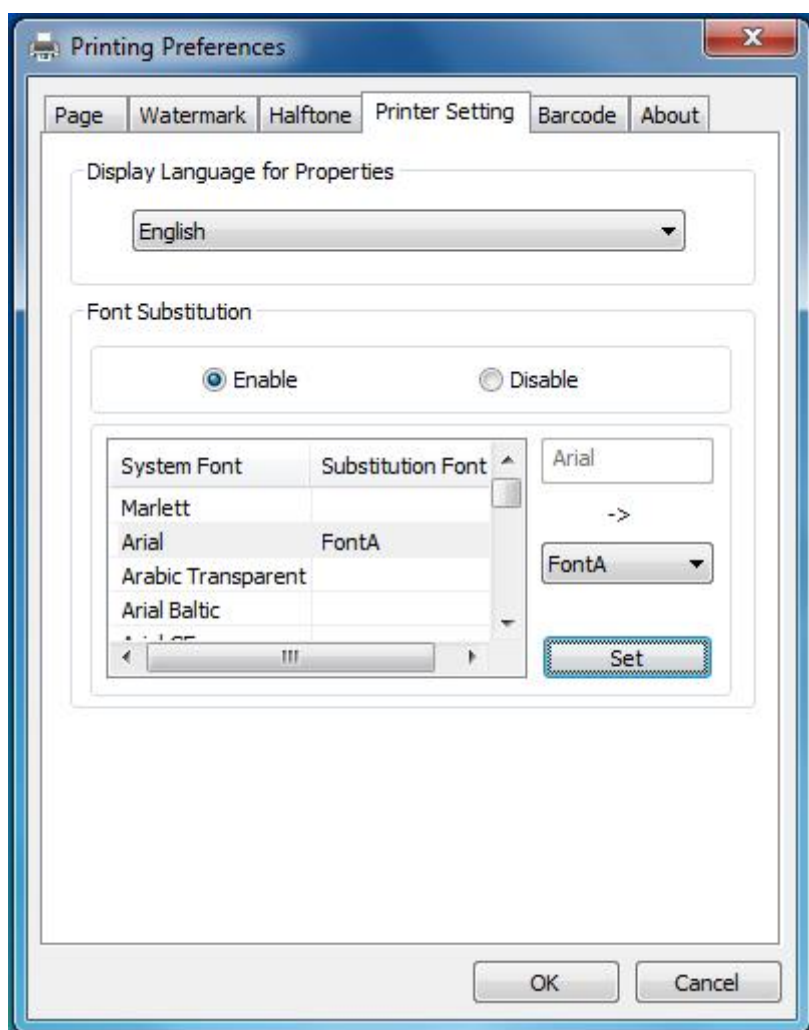 Printing Preferences
Page Watermark Halftone Printer Setting Barcode About
Display Language for Properties
English
Font Substitution
Enable Disable
System Font Substitution Font
Marlett
Arial FontA
Arabic Transparent
Arial Baltic
Arial
->
FontA
Set
OK Cancel